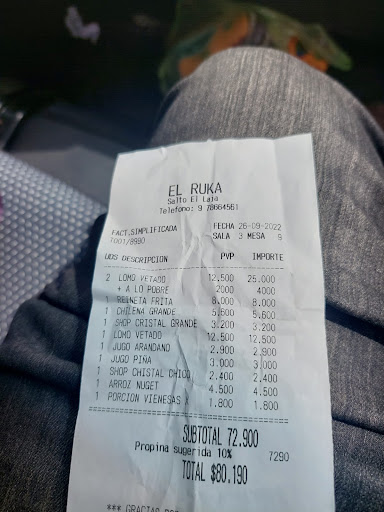 EL RUKA
Salto El Laja
Telefono: 9 78664561
FACT.SIMPLIFICADA FECHA 26-09-2022
T001/8980 SALA 3 MESA 9
UDS DESCRIPCION PVP IMPORTE
2 LOMO VETADO 12.500 25.000
+ A LO POBRE 2000 4000
1 REINETA FRITA 8.000 8.000
1 CHILENA GRANDE 5.600 5.600
1 SHOP CRISTAL GRANDE 3.200 3.200
1 LOMO VETADO 12.500 12.500
1 JUGO ARANDANO 2.900 2.900
1 JUGO PIÑA 3.000 3.000
1 SHOP CHISTAL CHICO 2.400 2.400
1 ARROZ NUGET 4.500 4.500
1 PORCION VIENESAS X 1.800 1.800
SUBTOTAL 72.900
Propina sugerida 10% 7290
TOTAL $80.190
*** GRACIAS POR